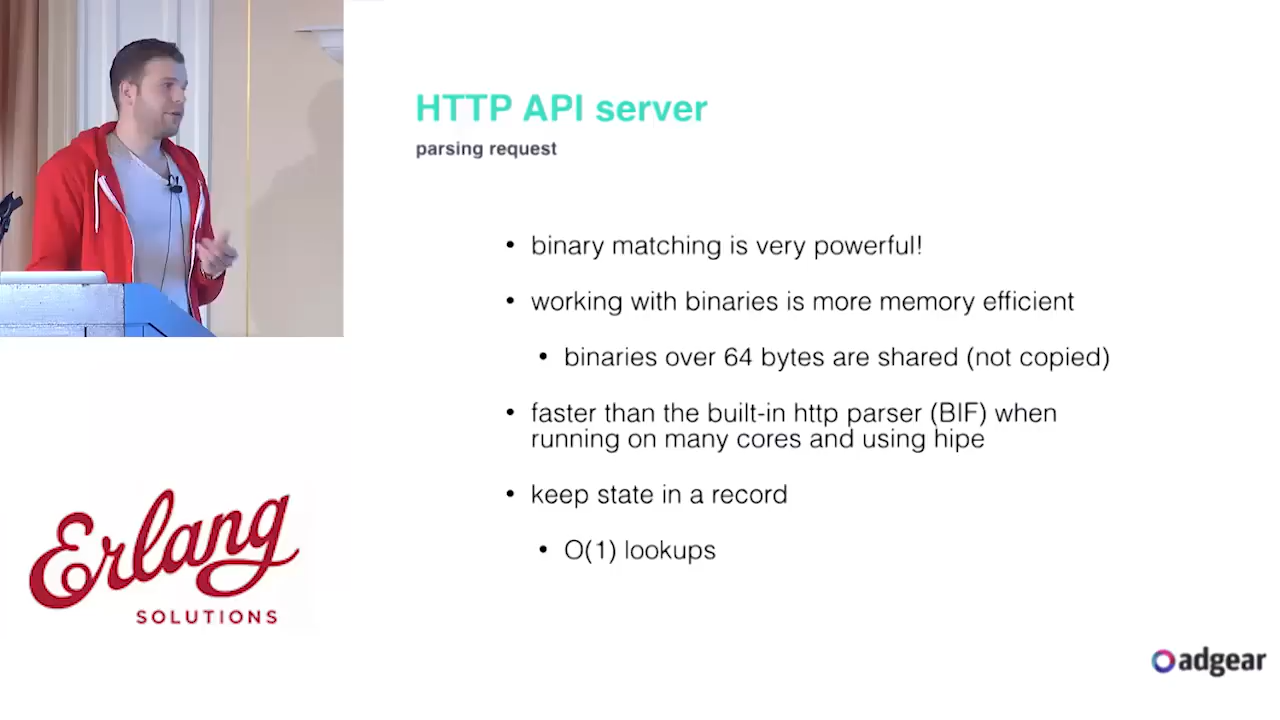 HTTP API server
parsing request
• binary matching is very powerful!
• working with binaries is more memory efficient
• binaries over 64 bytes are shared (not copied)
• faster than the built-in http parser (BIF) when
running on many cores and using hipe
• keep state in a record
• O(1) lookups
Erlang
SOLUTIONS
adgear